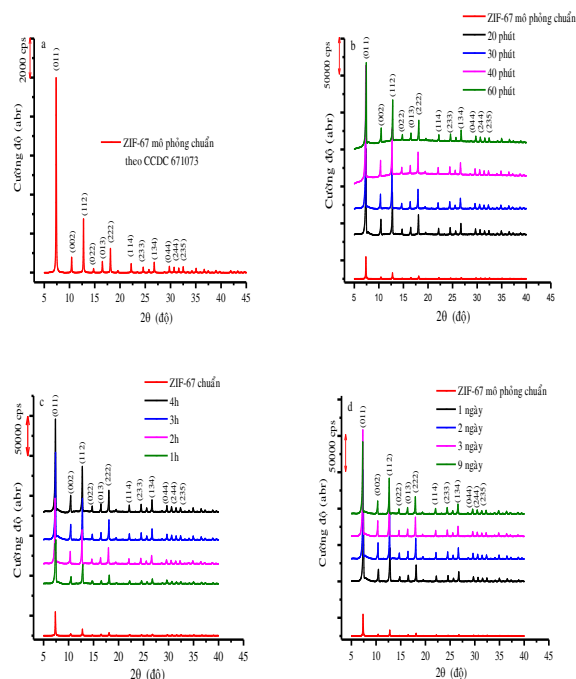 a
2000 cps
Cường độ (abr)
(011)
(002)
(112)
(022)
(013)
(222)
(114)
(233)
(134)
(044)
(244)
(235)
ZIF-67 mô phỏng chuẩn
theo CCDC 671073
5 10 15 20 25 30 35 40 45
2θ (độ)
b
50000 cps
Cường độ (abr)
ZIF-67 mô phỏng chuẩn
20 phút
30 phút
40 phút
60 phút
(011)
(002)
(112)
(022)
(013)
(222)
(114)
(233)
(134)
(044)
(244)
(235)
5 10 15 20 25 30 35 40 45
2θ (độ)
c
50000 cps
Cường độ (abr)
ZIF-67 chuẩn
4h
3h
2h
1h
(011)
(002)
(112)
(022)
(013)
(222)
(114)
(233)
(134)
(044)
(244)
(235)
5 10 15 20 25 30 35 40 45
2θ (độ)
d
50000 cps
Cường độ (abr)
ZIF-67 mô phỏng chuẩn
1 ngày
2 ngày
3 ngày
9 ngày
(011)
(002)
(112)
(022)
(013)
(222)
(114)
(233)
(134)
(044)
(244)
(235)
5 10 15 20 25 30 35 40 45
2θ (độ)